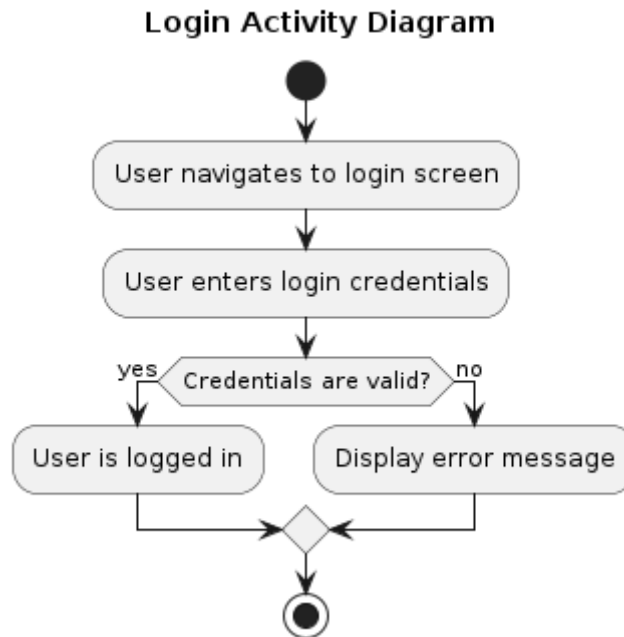 Login Activity Diagram
User navigates to login screen
User enters login credentials
yes
Credentials are valid?
no
User is logged in
Display error message